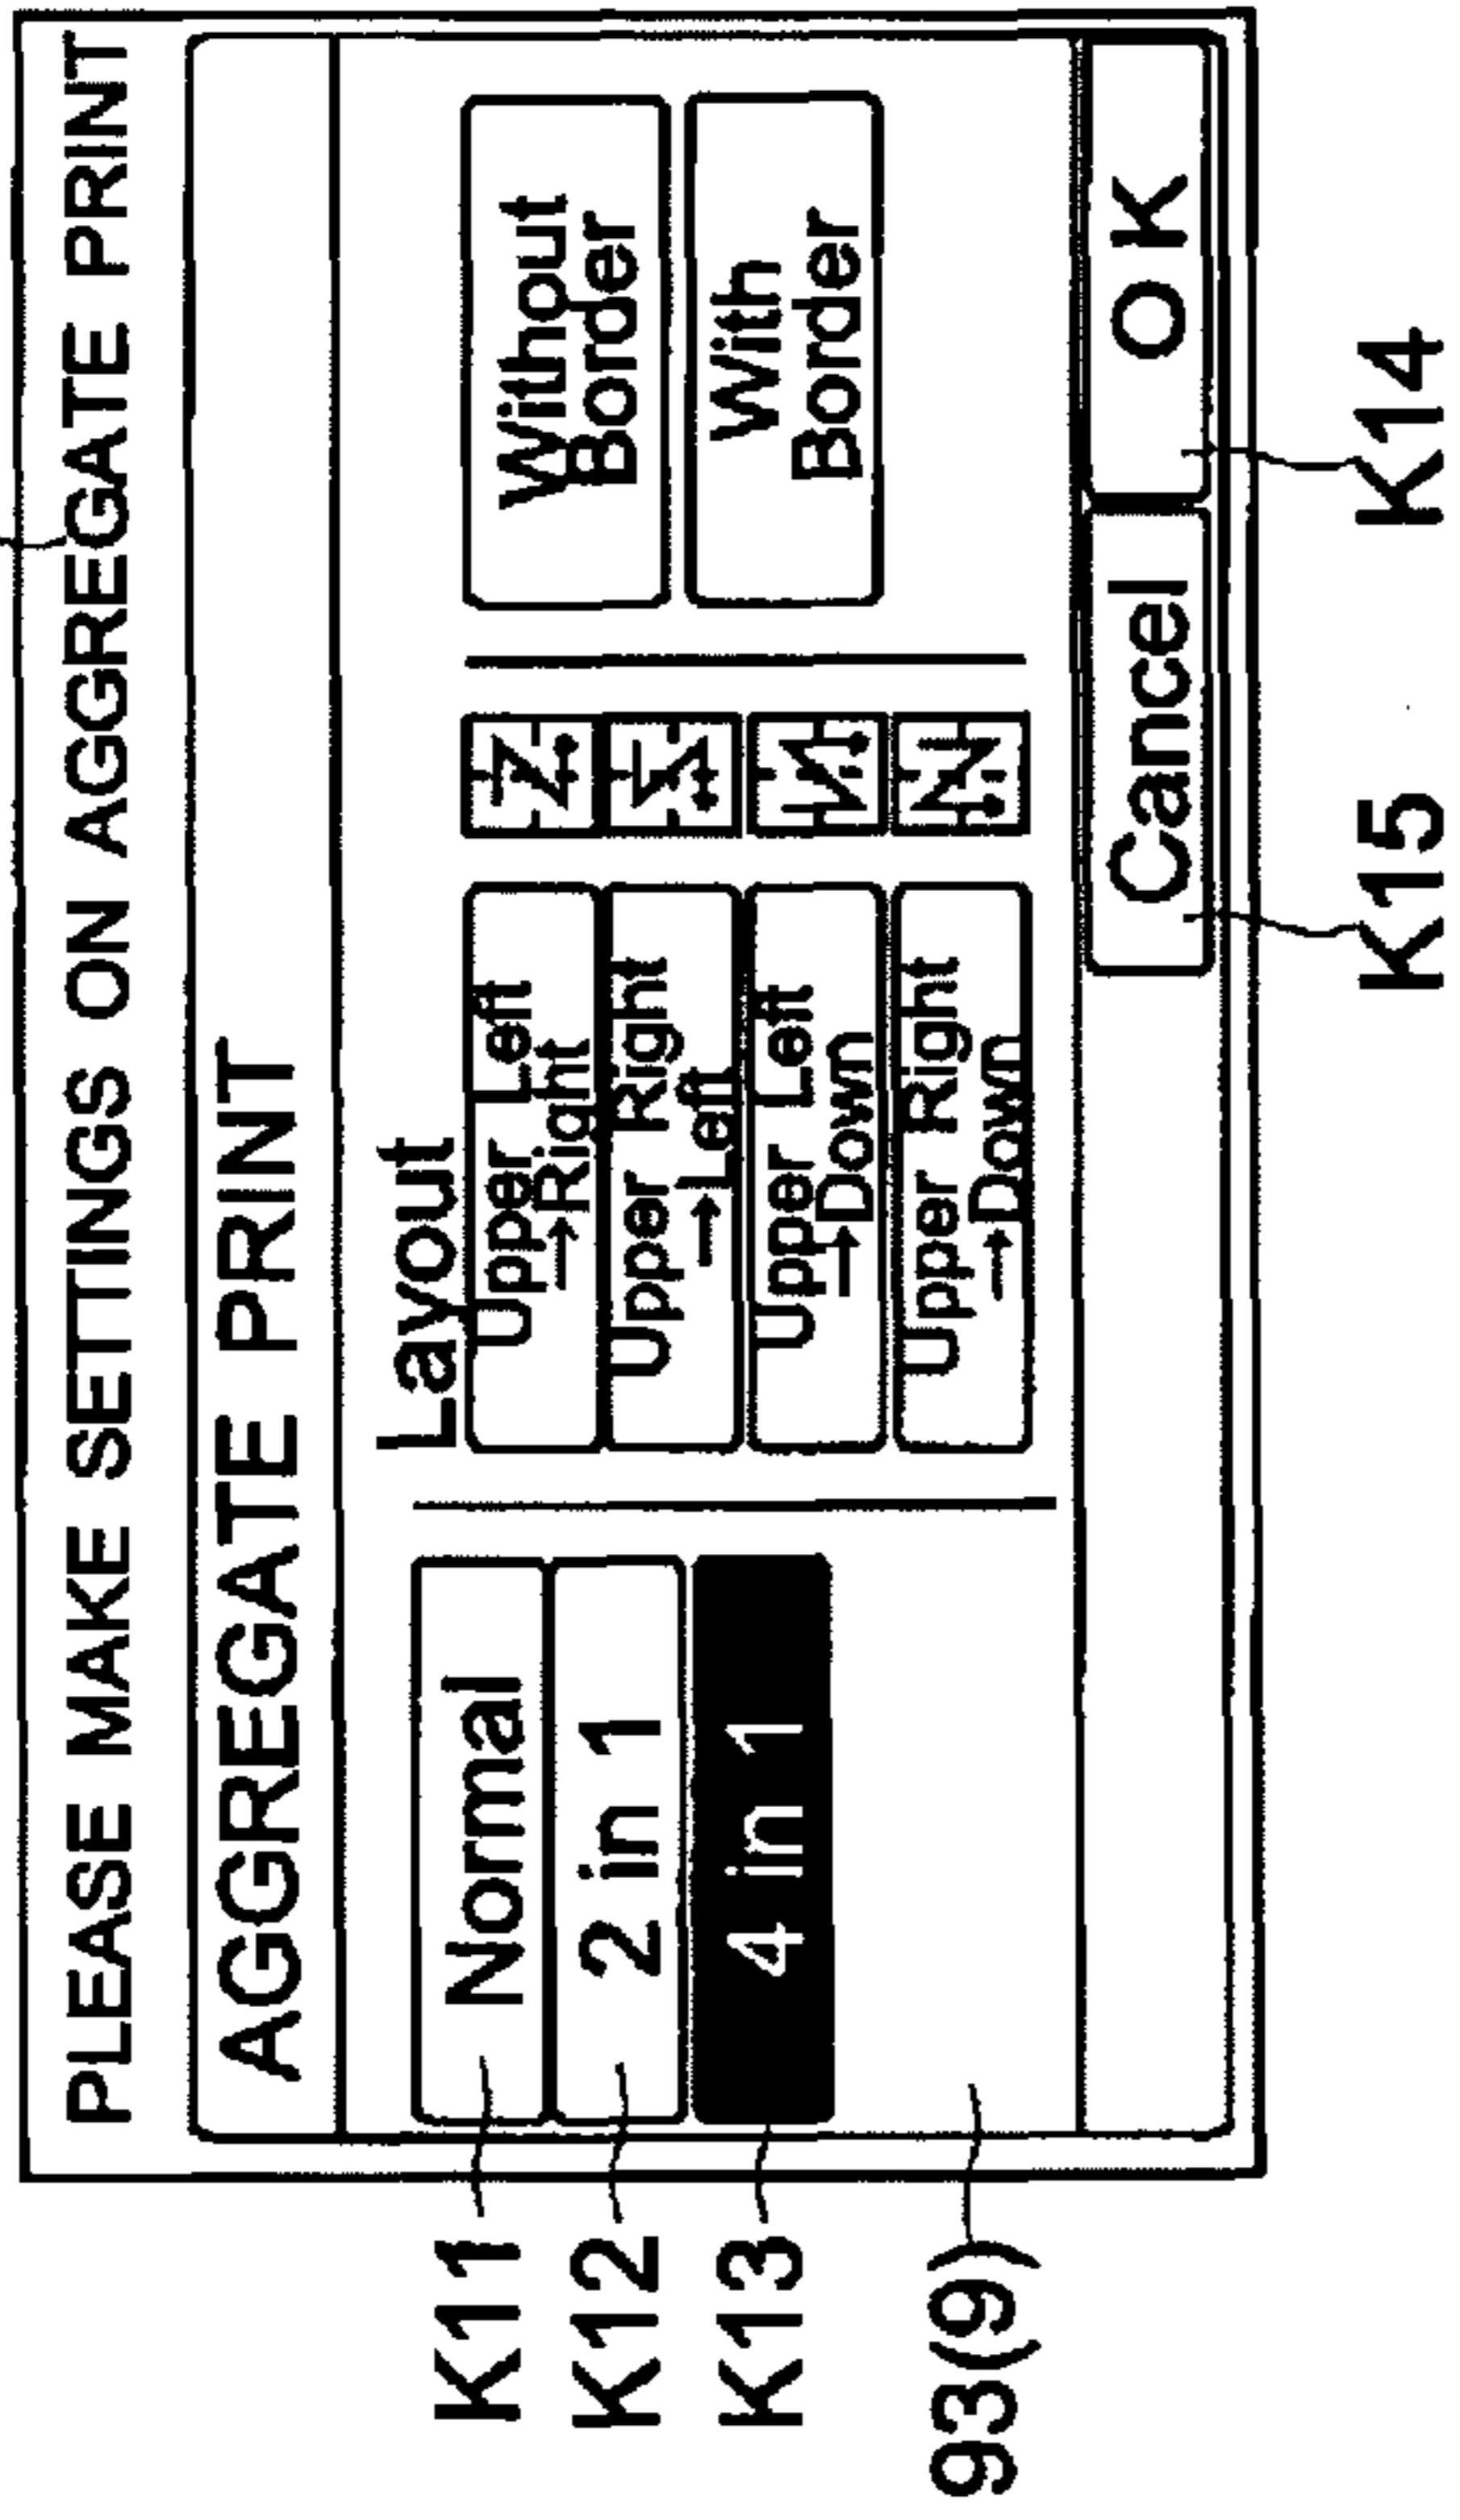 PLEASE MAKE SETTINGS ON AGGREGATE PRINT
AGGREGATE PRINT
K11
Normal
K12
2 in 1
K13
4 in 1
93(9)
Layout
Upper Left
→Right
Upper Right
→Left
Upper Left
→Down
Upper Right
→Down
Without
Border
With
Border
Cancel
OK
K15
K14